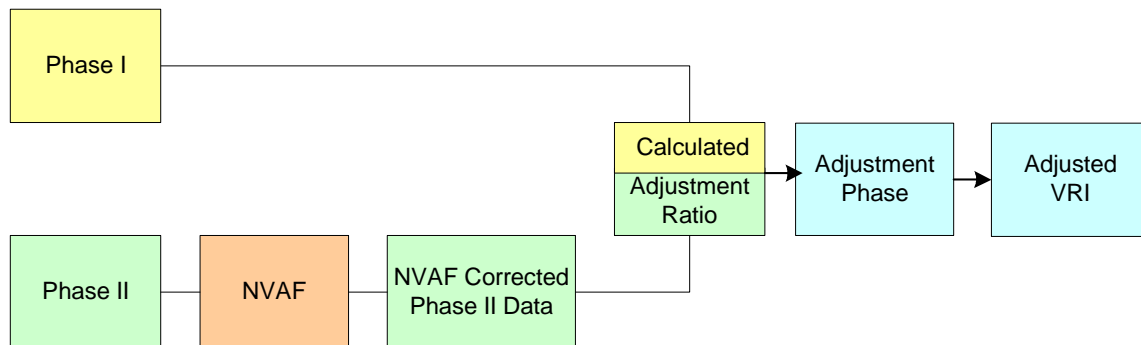 Phase I
Calculated
Adjustment
Ratio
Adjustment
Phase
Adjusted
VRI
Phase II
NVAF
NVAF Corrected
Phase II Data